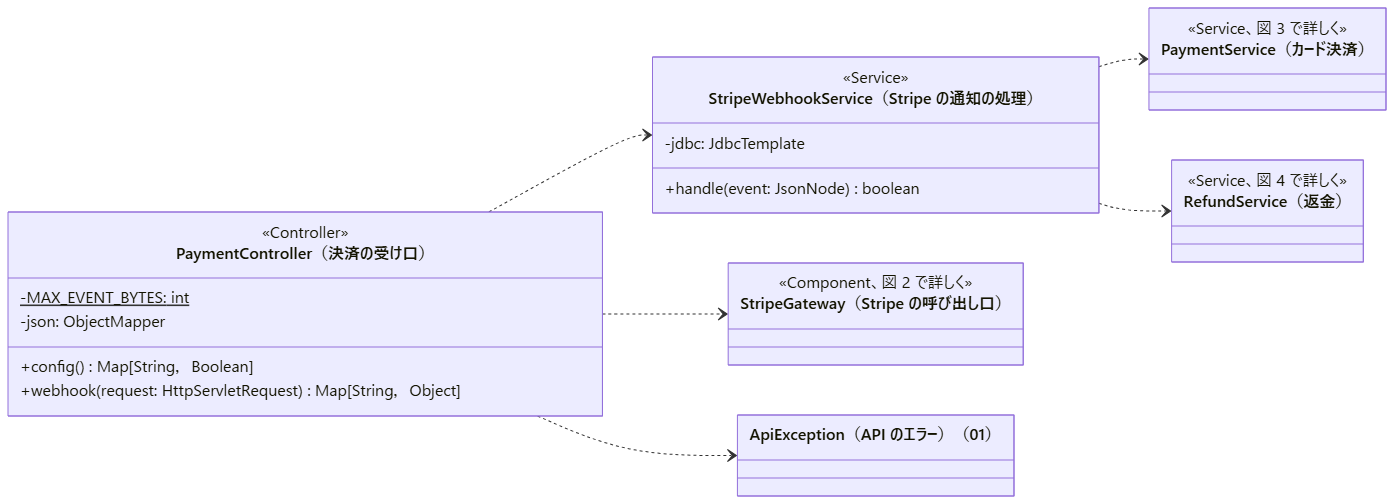 «Service、図 3 で詳しく»
PaymentService（カード決済）
«Service»
StripeWebhookService（Stripe の通知の処理）
-jdbc: JdbcTemplate
+handle(event: JsonNode) : boolean
«Service、図 4 で詳しく»
RefundService（返金）
«Controller»
PaymentController（決済の受け口）
-MAX_EVENT_BYTES: int
-json: ObjectMapper
+config() : Map[String， Boolean]
+webhook(request: HttpServletRequest) : Map[String， Object]
«Component、図 2 で詳しく»
StripeGateway（Stripe の呼び出し口）
ApiException（API のエラー）（01）